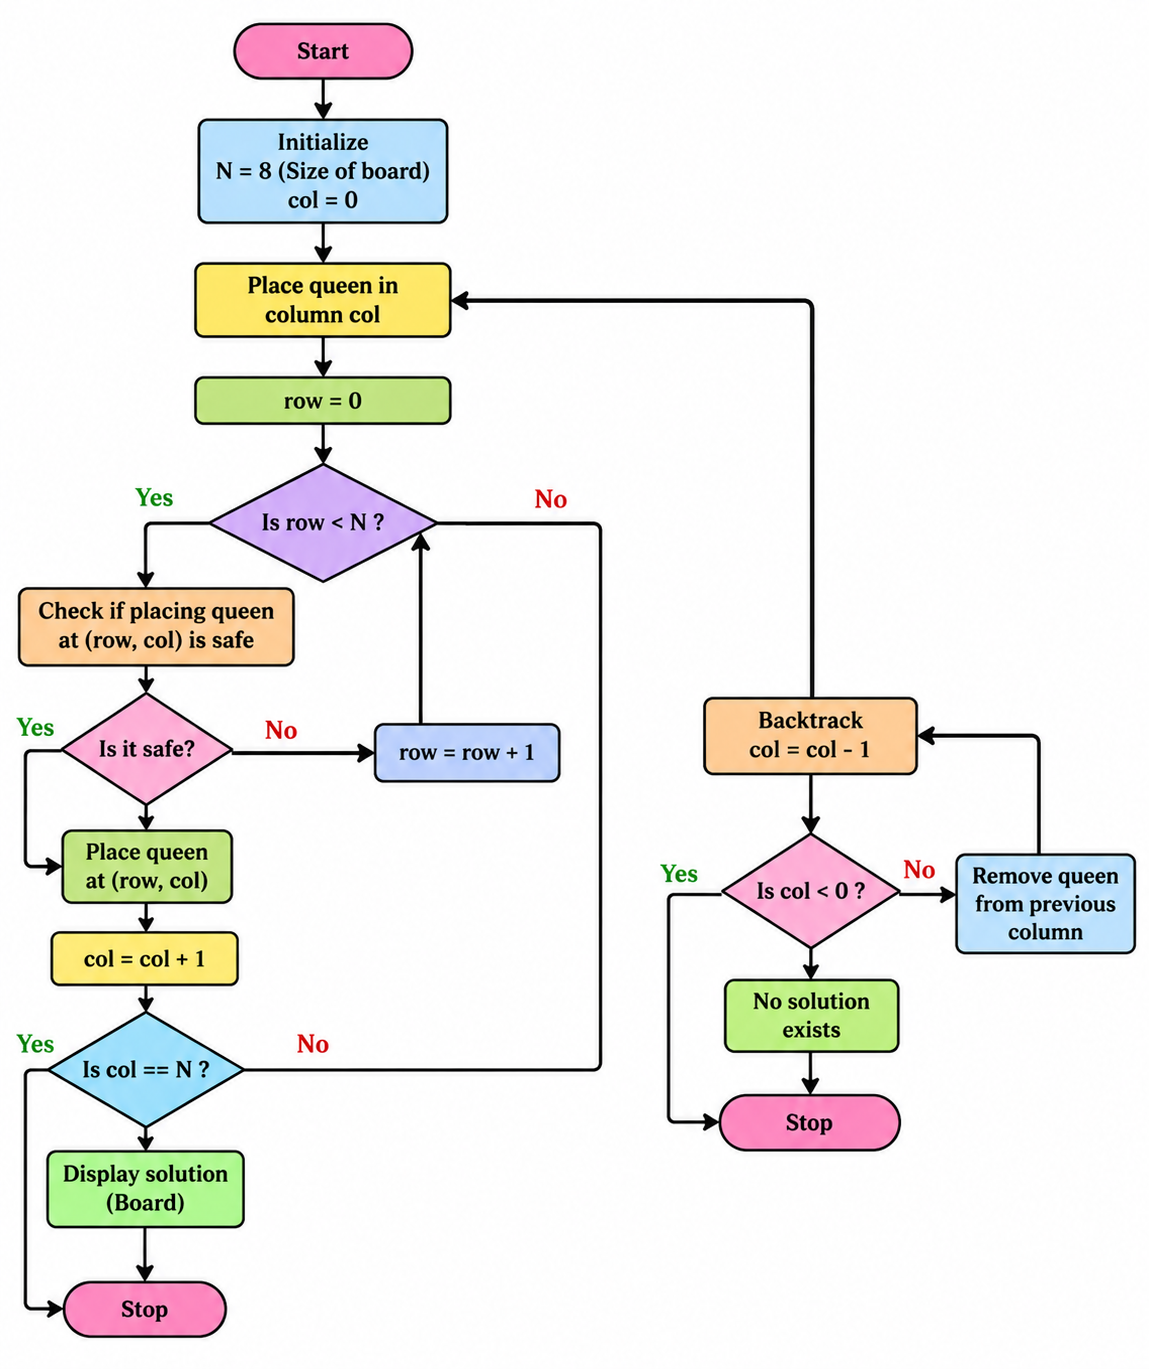 Start
Initialize
N = 8 (Size of board)
col = 0
Place queen in
column col
row = 0
Is row < N ?
Yes
No
Check if placing queen
at (row, col) is safe
Is it safe?
Yes
No
row = row + 1
Place queen
at (row, col)
col = col + 1
Is col == N ?
Yes
No
Display solution
(Board)
Stop
Backtrack
col = col - 1
Is col < 0 ?
Yes
No
Remove queen
from previous
column
No solution
exists
Stop